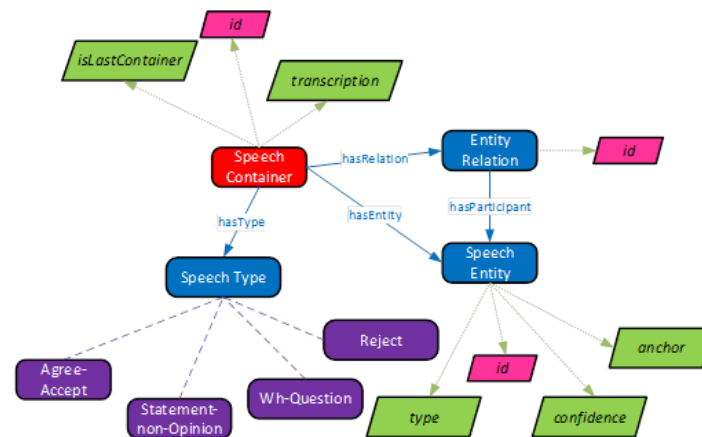 id
isLastContainer
transcription
Speech
Container
hasRelation
Entity
Relation
id
hasType
hasEntity
hasParticipant
Speech Type
Speech
Entity
Reject
Agree-
Accept
Statement-
non-Opinion
Wh-Question
anchor
id
type
confidence